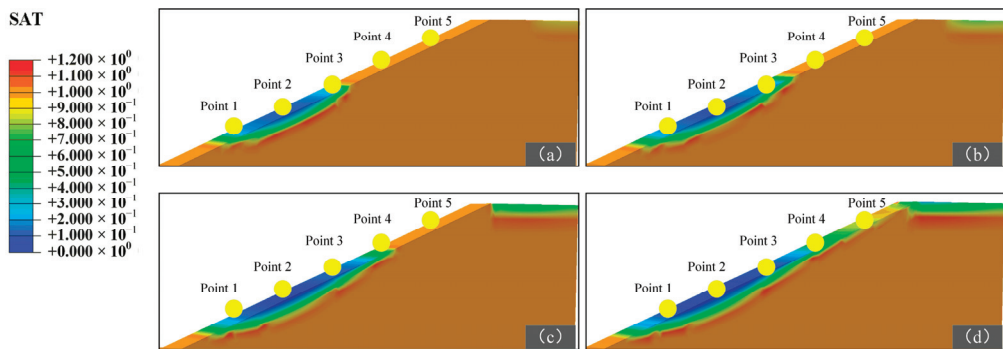 SAT
+1.200 × 10⁰
+1.100 × 10⁰
+1.000 × 10⁰
+9.000 × 10⁻¹
+8.000 × 10⁻¹
+7.000 × 10⁻¹
+6.000 × 10⁻¹
+5.000 × 10⁻¹
+4.000 × 10⁻¹
+3.000 × 10⁻¹
+2.000 × 10⁻¹
+1.000 × 10⁻¹
+0.000 × 10⁰
Point 5
Point 4
Point 3
Point 2
Point 1
(a)
Point 5
Point 4
Point 3
Point 2
Point 1
(b)
Point 5
Point 4
Point 3
Point 2
Point 1
(c)
Point 5
Point 4
Point 3
Point 2
Point 1
(d)